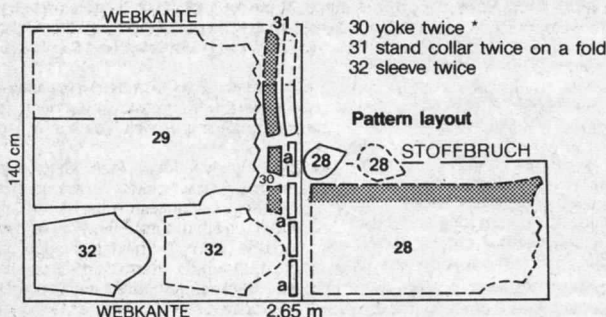 WEBKANTE
31
30 yoke twice *
31 stand collar twice on a fold
32 sleeve twice
Pattern layout
140 cm
29
a
28
28
STOFFBRUCH
30
32
32
a
28
a
WEBKANTE
2.65 m